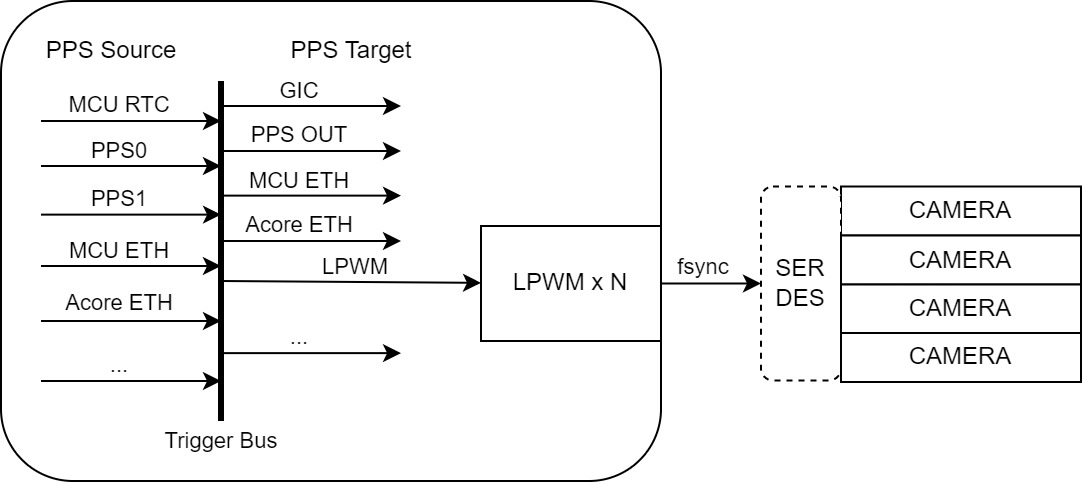 PPS Source
PPS Target
MCU RTC
PPS0
PPS1
MCU ETH
Acore ETH
...
Trigger Bus
GIC
PPS OUT
MCU ETH
Acore ETH
LPWM
...
LPWM x N
fsync
SER
DES
CAMERA
CAMERA
CAMERA
CAMERA